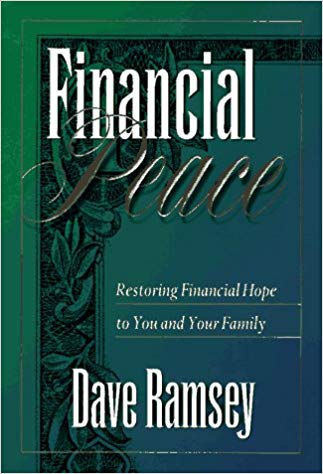 Financial
Peace
Restoring Financial Hope
to You and Your Family
Dave Ramsey